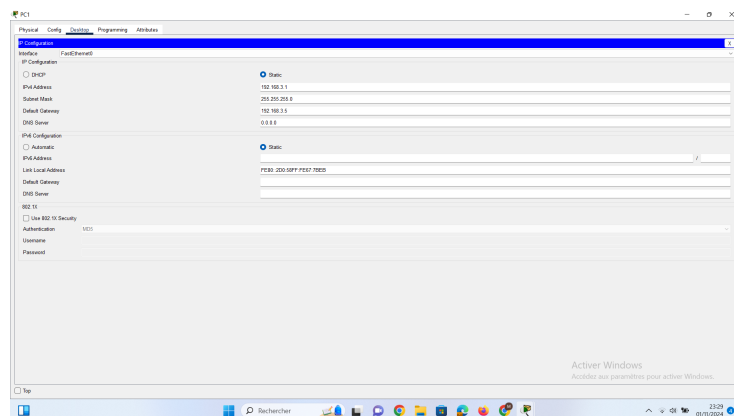 PC1
Physical Config Desktop Programming Attributes
IP Configuration X
Interface FastEthernet0
IP Configuration
DHCP Static
IPv4 Address 192.168.3.1
Subnet Mask 255.255.255.0
Default Gateway 192.168.3.5
DNS Server 0.0.0.0
IPv6 Configuration
Automatic Static
IPv6 Address /
Link Local Address FE80::2D0:58FF:FE67:7BEB
Default Gateway
DNS Server
802.1X
Use 802.1X Security
Authentication MD5
Username
Password
Activer Windows
Accédez aux paramètres pour activer Windows.
Top
Rechercher
23:29
01/11/2024